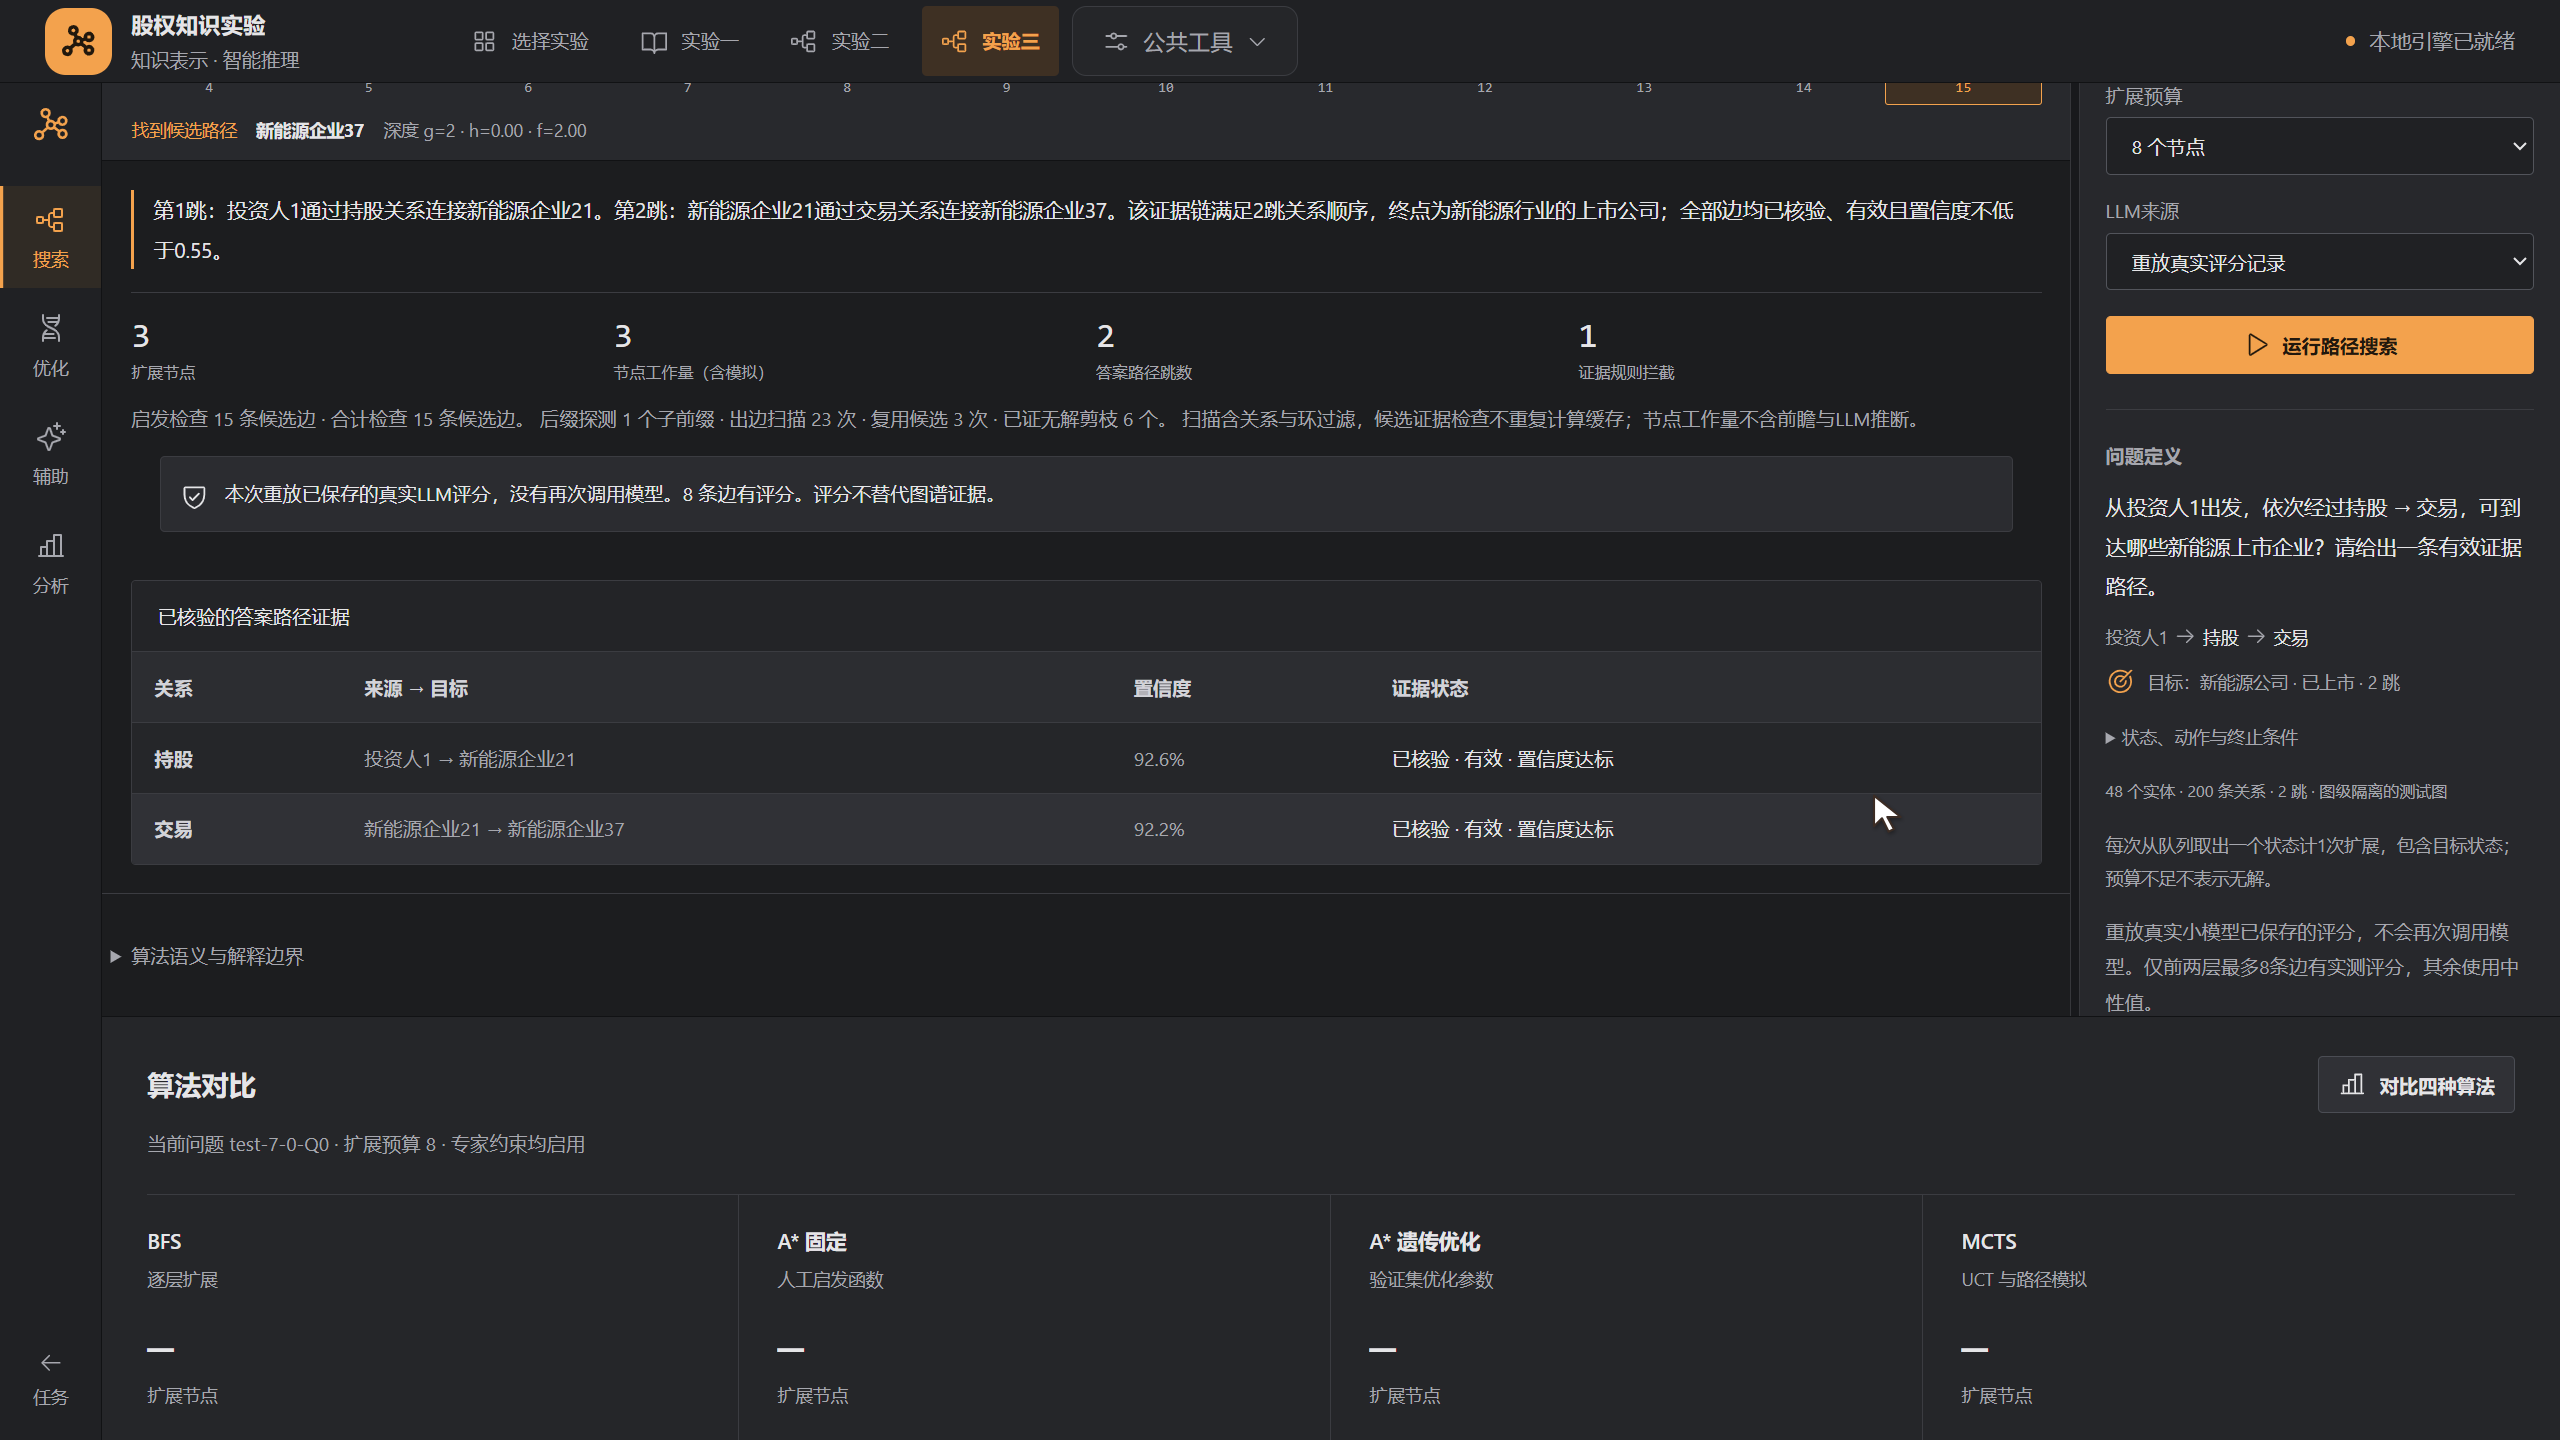 股权知识实验
知识表示 · 智能推理
选择实验
实验一
实验二
实验三
公共工具
本地引擎已就绪
搜索
优化
辅助
分析
任务
4 5 6 7 8 9 10 11 12 13 14 15
找到候选路径 新能源企业37 深度 g=2 · h=0.00 · f=2.00
第1跳：投资人1通过持股关系连接新能源企业21。第2跳：新能源企业21通过交易关系连接新能源企业37。该证据链满足2跳关系顺序，终点为新能源行业的上市公司；全部边均已核验、有效且置信度不低
于0.55。
3
扩展节点
3
节点工作量（含模拟）
2
答案路径跳数
1
证据规则拦截
启发检查 15 条候选边 · 合计检查 15 条候选边。 后缀探测 1 个子前缀 · 出边扫描 23 次 · 复用候选 3 次 · 已证无解剪枝 6 个。 扫描含关系与环过滤，候选证据检查不重复计算缓存；节点工作量不含前瞻与LLM推断。
本次重放已保存的真实LLM评分，没有再次调用模型。8 条边有评分。评分不替代图谱证据。
已核验的答案路径证据
关系 来源 → 目标 置信度 证据状态
持股 投资人1 → 新能源企业21 92.6% 已核验 · 有效 · 置信度达标
交易 新能源企业21 → 新能源企业37 92.2% 已核验 · 有效 · 置信度达标
算法语义与解释边界
扩展预算
8 个节点
LLM来源
重放真实评分记录
运行路径搜索
问题定义
从投资人1出发，依次经过持股 → 交易，可到
达哪些新能源上市企业？请给出一条有效证据
路径。
投资人1 → 持股 → 交易
目标：新能源公司 · 已上市 · 2 跳
状态、动作与终止条件
48 个实体 · 200 条关系 · 2 跳 · 图级隔离的测试图
每次从队列取出一个状态计1次扩展，包含目标状态；
预算不足不表示无解。
重放真实小模型已保存的评分，不会再次调用模
型。仅前两层最多8条边有实测评分，其余使用中
性值。
算法对比
对比四种算法
当前问题 test-7-0-Q0 · 扩展预算 8 · 专家约束均启用
BFS
逐层扩展
—
扩展节点
A* 固定
人工启发函数
—
扩展节点
A* 遗传优化
验证集优化参数
—
扩展节点
MCTS
UCT 与路径模拟
—
扩展节点